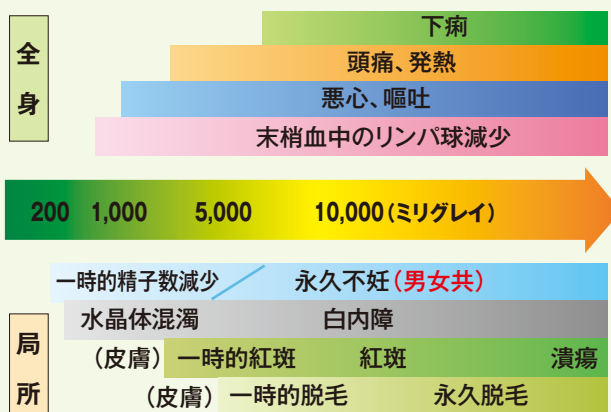 全身
下痢
頭痛、発熱
悪心、嘔吐
末梢血中のリンパ球減少
200 1,000 5,000 10,000(ミリグレイ)
局所
一時的精子数減少 永久不妊(男女共)
水晶体混濁 白内障
(皮膚) 一時的紅斑 紅斑 潰瘍
(皮膚) 一時的脱毛 永久脱毛